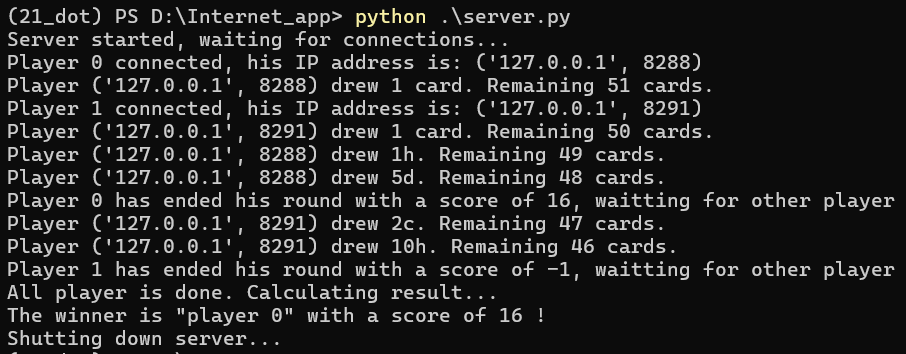 (21_dot) PS D:\Internet_app> python .\server.py
Server started, waiting for connections...
Player 0 connected, his IP address is: ('127.0.0.1', 8288)
Player ('127.0.0.1', 8288) drew 1 card. Remaining 51 cards.
Player 1 connected, his IP address is: ('127.0.0.1', 8291)
Player ('127.0.0.1', 8291) drew 1 card. Remaining 50 cards.
Player ('127.0.0.1', 8288) drew 1h. Remaining 49 cards.
Player ('127.0.0.1', 8288) drew 5d. Remaining 48 cards.
Player 0 has ended his round with a score of 16, waitting for other player
Player ('127.0.0.1', 8291) drew 2c. Remaining 47 cards.
Player ('127.0.0.1', 8291) drew 10h. Remaining 46 cards.
Player 1 has ended his round with a score of -1, waitting for other player
All player is done. Calculating result...
The winner is "player 0" with a score of 16 !
Shutting down server...